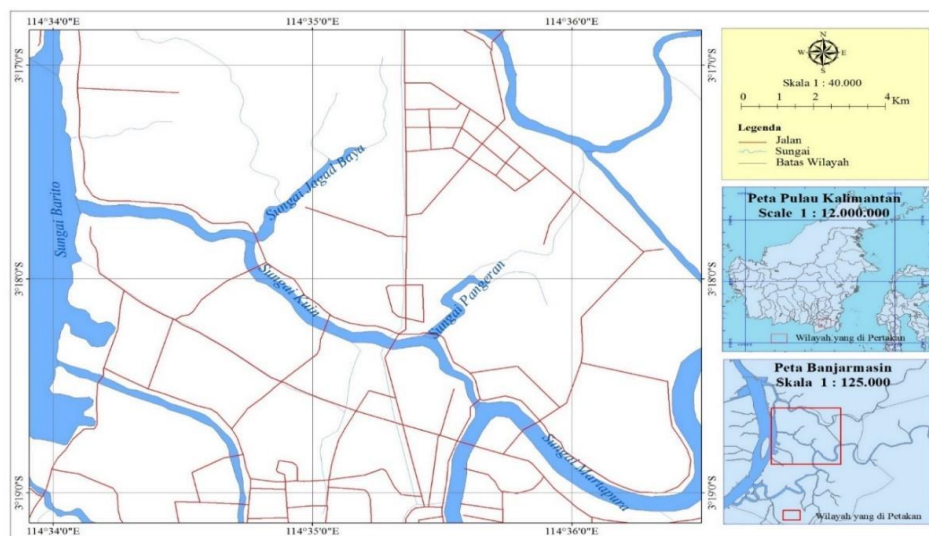 114°34'0"E 114°35'0"E 114°36'0"E
3°17'0"S 3°17'0"S
3°18'0"S 3°18'0"S
3°19'0"S 3°19'0"S
114°34'0"E 114°35'0"E 114°36'0"E
Sungai Barito
Sungai Jagad Baya
Sungai Kuin
Sungai Pangeran
Sungai Martapura
N
W E
S
Skala 1 : 40.000
0 1 2 4 Km
Legenda
Jalan
Sungai
Batas Wilayah
Peta Pulau Kalimantan
Scale 1 : 12.000.000
Wilayah yang di Pertakan
Peta Banjarmasin
Skala 1 : 125.000
Wilayah yang di Petakan